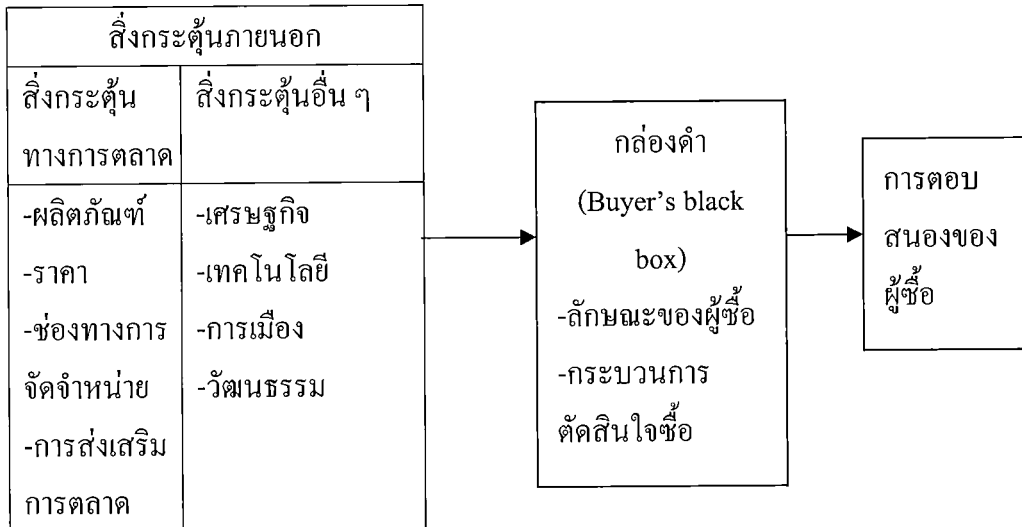 สิ่งกระตุ้นภายนอก
สิ่งกระตุ้น
ทางการตลาด
สิ่งกระตุ้นอื่น ๆ
-ผลิตภัณฑ์
-ราคา
-ช่องทางการ
จัดจำหน่าย
-การส่งเสริม
การตลาด
-เศรษฐกิจ
-เทคโนโลยี
-การเมือง
-วัฒนธรรม
กล่องดำ
(Buyer's black
box)
-ลักษณะของผู้ซื้อ
-กระบวนการ
ตัดสินใจซื้อ
การตอบ
สนองของ
ผู้ซื้อ